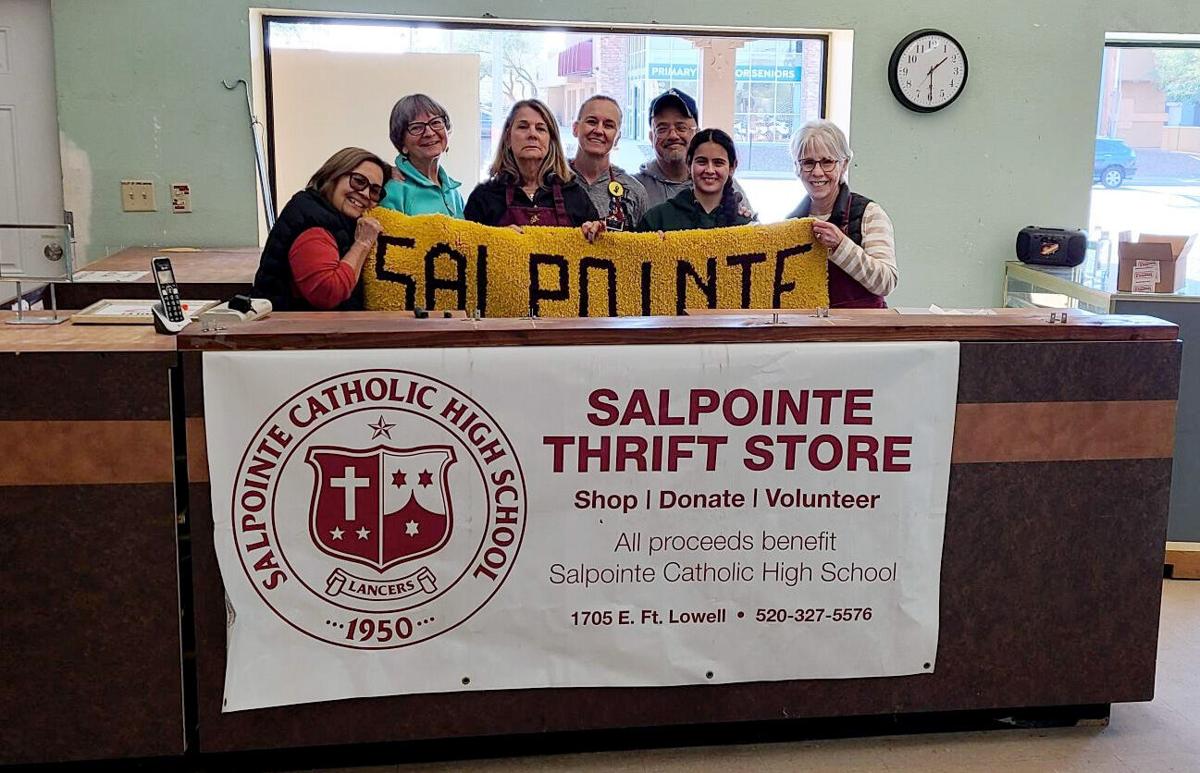 PRIMARY
OR SENIORS
SALPOINTE
SALPOINTE CATHOLIC HIGH SCHOOL
LANCERS
1950
SALPOINTE
THRIFT STORE
Shop | Donate | Volunteer
All proceeds benefit
Salpointe Catholic High School
1705 E. Ft. Lowell • 520-327-5576